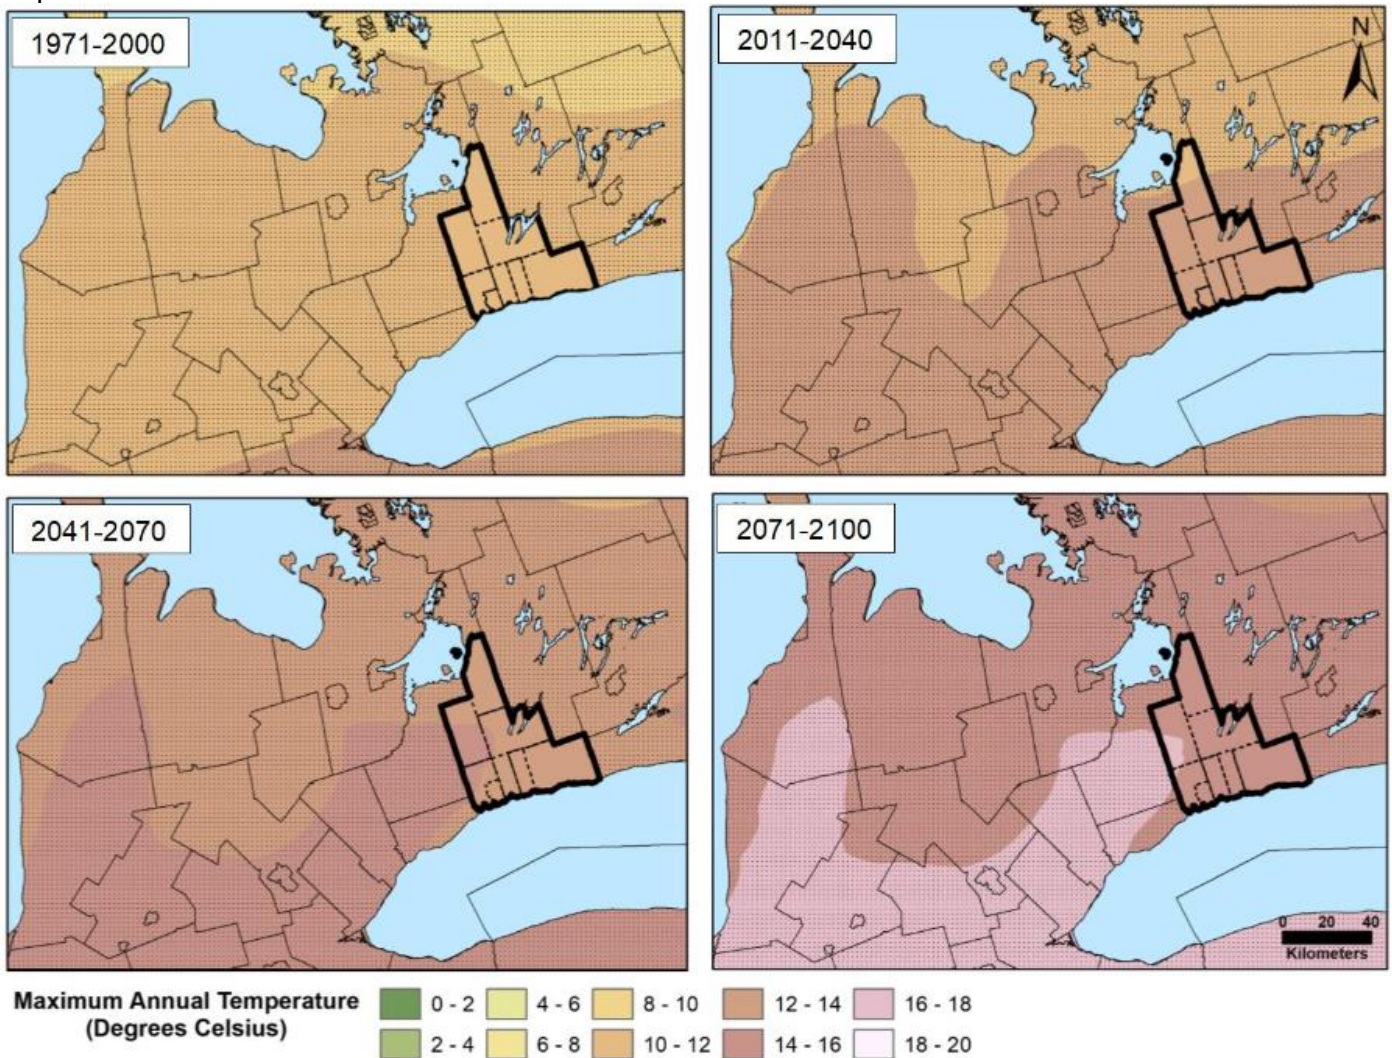 1971-2000
2011-2040
N
2041-2070
2071-2100
0 20 40
Kilometers
Maximum Annual Temperature
(Degrees Celsius)
0 - 2
4 - 6
8 - 10
12 - 14
16 - 18
2 - 4
6 - 8
10 - 12
14 - 16
18 - 20